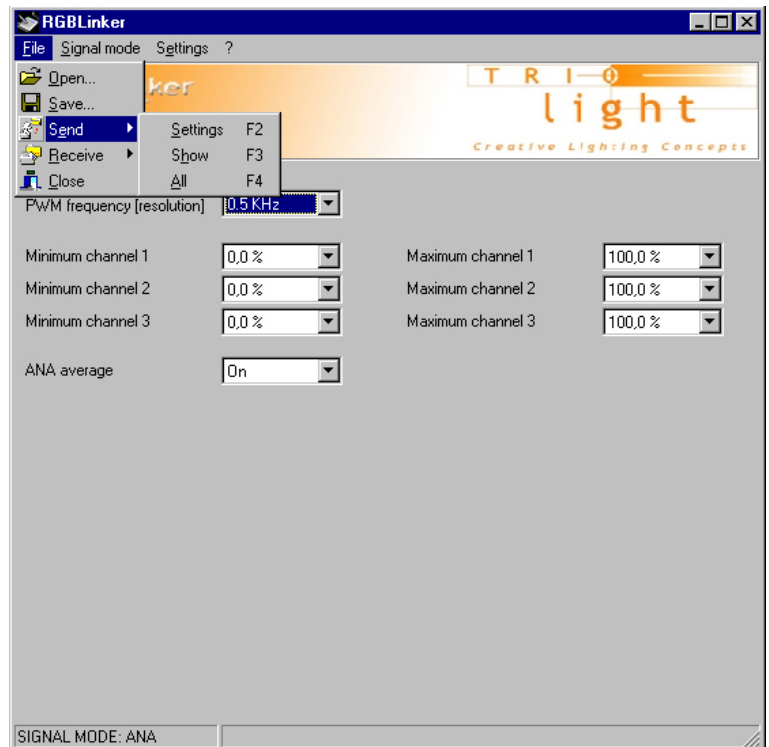 RGBLinker
File Signal mode Settings ?
Open...
Save...
Send
Receive
Close
Settings F2
Show F3
All F4
ker
TRIO
light
Creative Lighting Concepts
PWM frequency [resolution] 0.5 KHz
Minimum channel 1 0,0 % Maximum channel 1 100,0 %
Minimum channel 2 0,0 % Maximum channel 2 100,0 %
Minimum channel 3 0,0 % Maximum channel 3 100,0 %
ANA average On
SIGNAL MODE: ANA